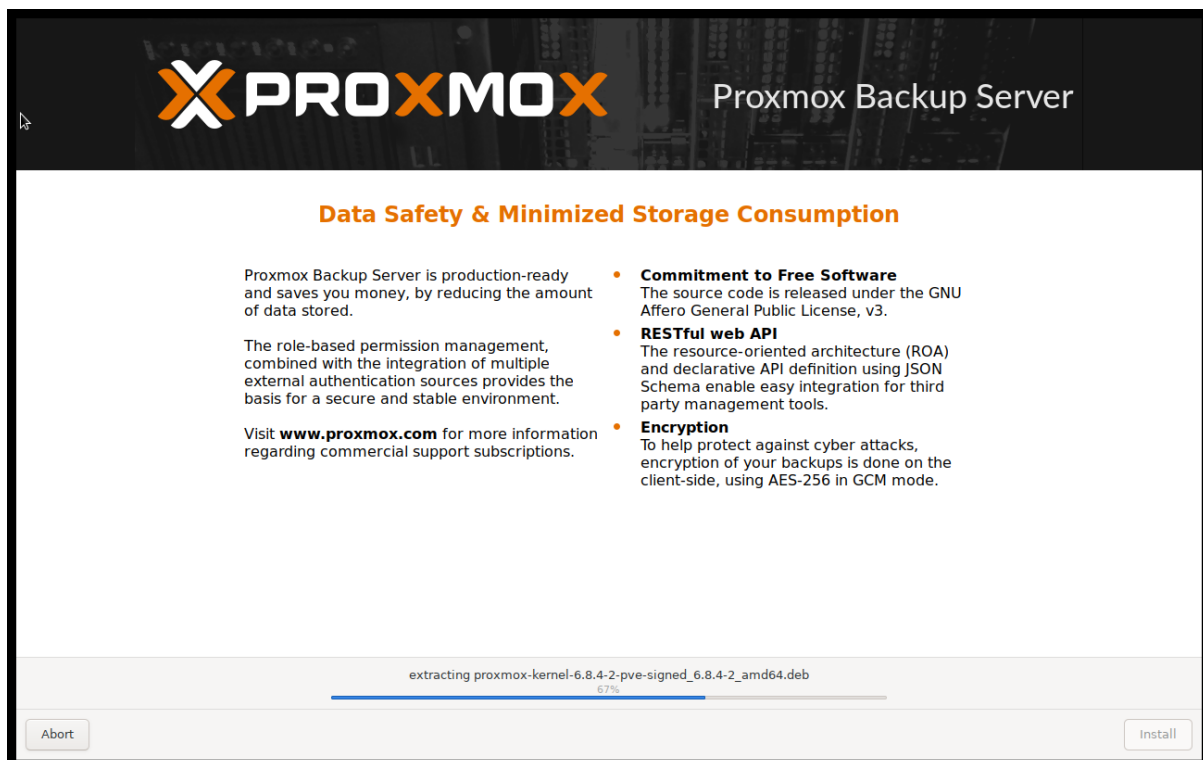 PROXMOX
Proxmox Backup Server
Data Safety & Minimized Storage Consumption
Proxmox Backup Server is production-ready
and saves you money, by reducing the amount
of data stored.
The role-based permission management,
combined with the integration of multiple
external authentication sources provides the
basis for a secure and stable environment.
Visit www.proxmox.com for more information
regarding commercial support subscriptions.
• Commitment to Free Software
The source code is released under the GNU
Affero General Public License, v3.
• RESTful web API
The resource-oriented architecture (ROA)
and declarative API definition using JSON
Schema enable easy integration for third
party management tools.
• Encryption
To help protect against cyber attacks,
encryption of your backups is done on the
client-side, using AES-256 in GCM mode.
extracting proxmox-kernel-6.8.4-2-pve-signed_6.8.4-2_amd64.deb
67%
Abort
Install